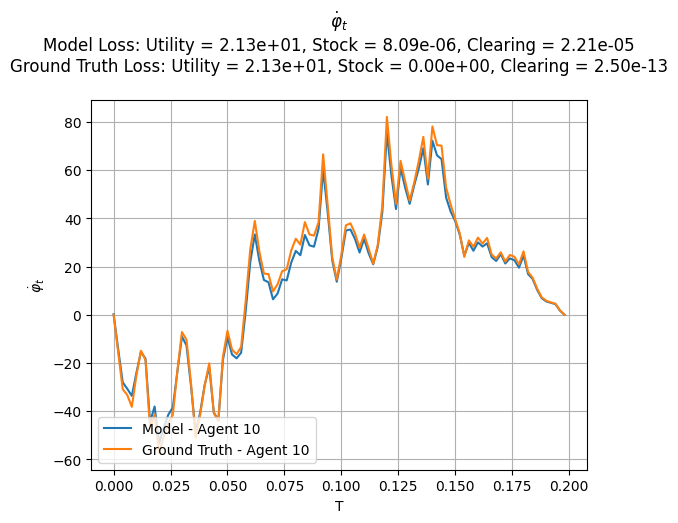 φ̇ₜ
Model Loss: Utility = 2.13e+01, Stock = 8.09e-06, Clearing = 2.21e-05
Ground Truth Loss: Utility = 2.13e+01, Stock = 0.00e+00, Clearing = 2.50e-13
φ̇ₜ
80
60
40
20
0
−20
−40
−60
Model - Agent 10
Ground Truth - Agent 10
0.000 0.025 0.050 0.075 0.100 0.125 0.150 0.175 0.200
T